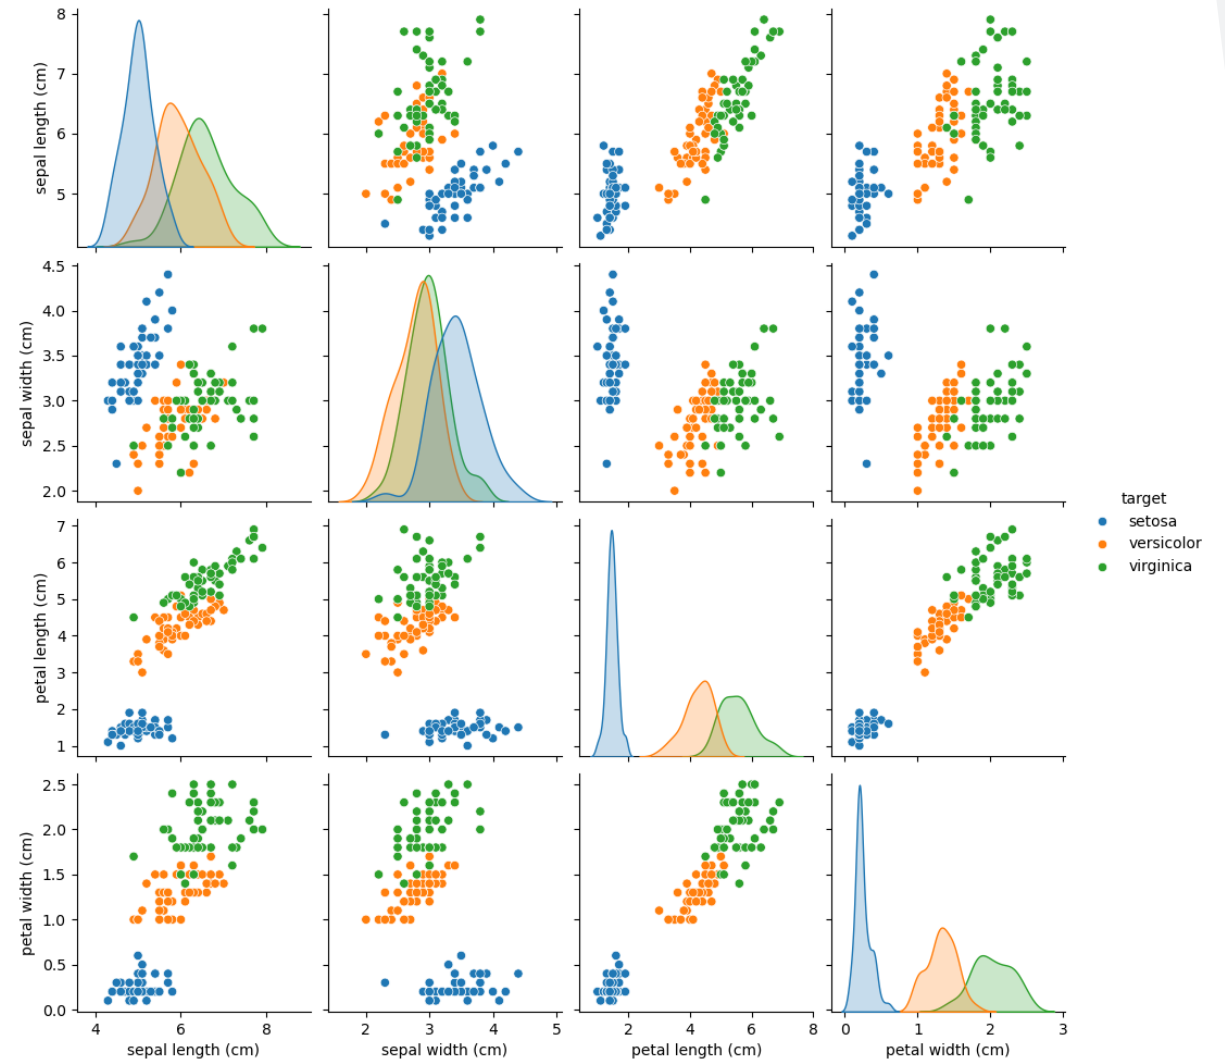 8
7
6
5
sepal length (cm)
4.5
4.0
3.5
3.0
2.5
2.0
sepal width (cm)
target
setosa
versicolor
virginica
7
6
5
4
3
2
1
petal length (cm)
2.5
2.0
1.5
1.0
0.5
0.0
petal width (cm)
4 6 8
sepal length (cm)
2 3 4 5
sepal width (cm)
2 4 6 8
petal length (cm)
0 1 2 3
petal width (cm)